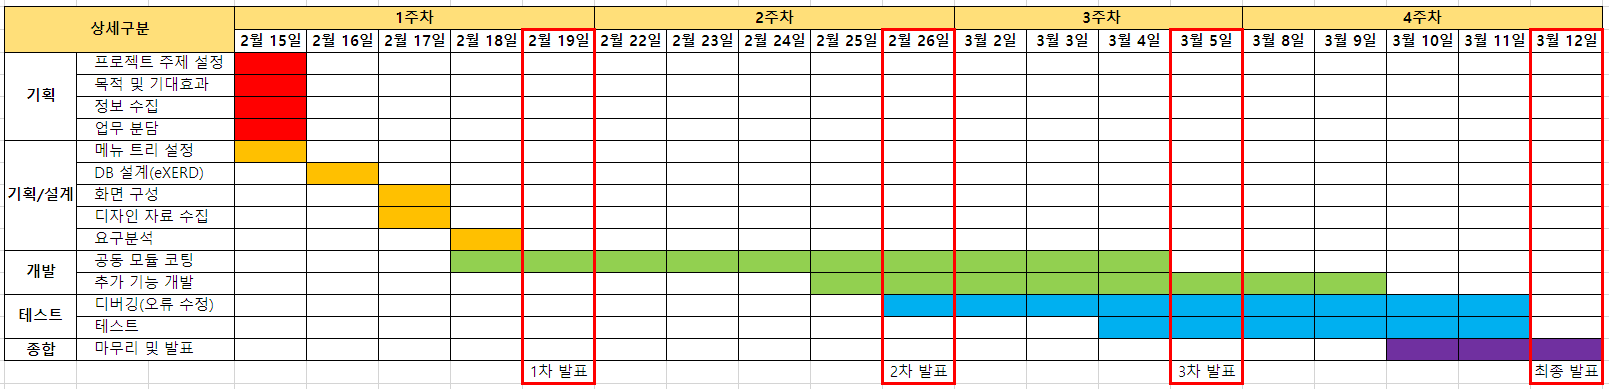 상세구분 1주차 2주차 3주차 4주차
2월 15일 2월 16일 2월 17일 2월 18일 2월 19일 2월 22일 2월 23일 2월 24일 2월 25일 2월 26일 3월 2일 3월 3일 3월 4일 3월 5일 3월 8일 3월 9일 3월 10일 3월 11일 3월 12일
기획
프로젝트 주제 설정
목적 및 기대효과
정보 수집
업무 분담
기획/설계
메뉴 트리 설정
DB 설계(eXERD)
화면 구성
디자인 자료 수집
요구분석
개발
공동 모듈 코팅
추가 기능 개발
테스트
디버깅(오류 수정)
테스트
종합
마무리 및 발표
1차 발표 2차 발표 3차 발표 최종 발표